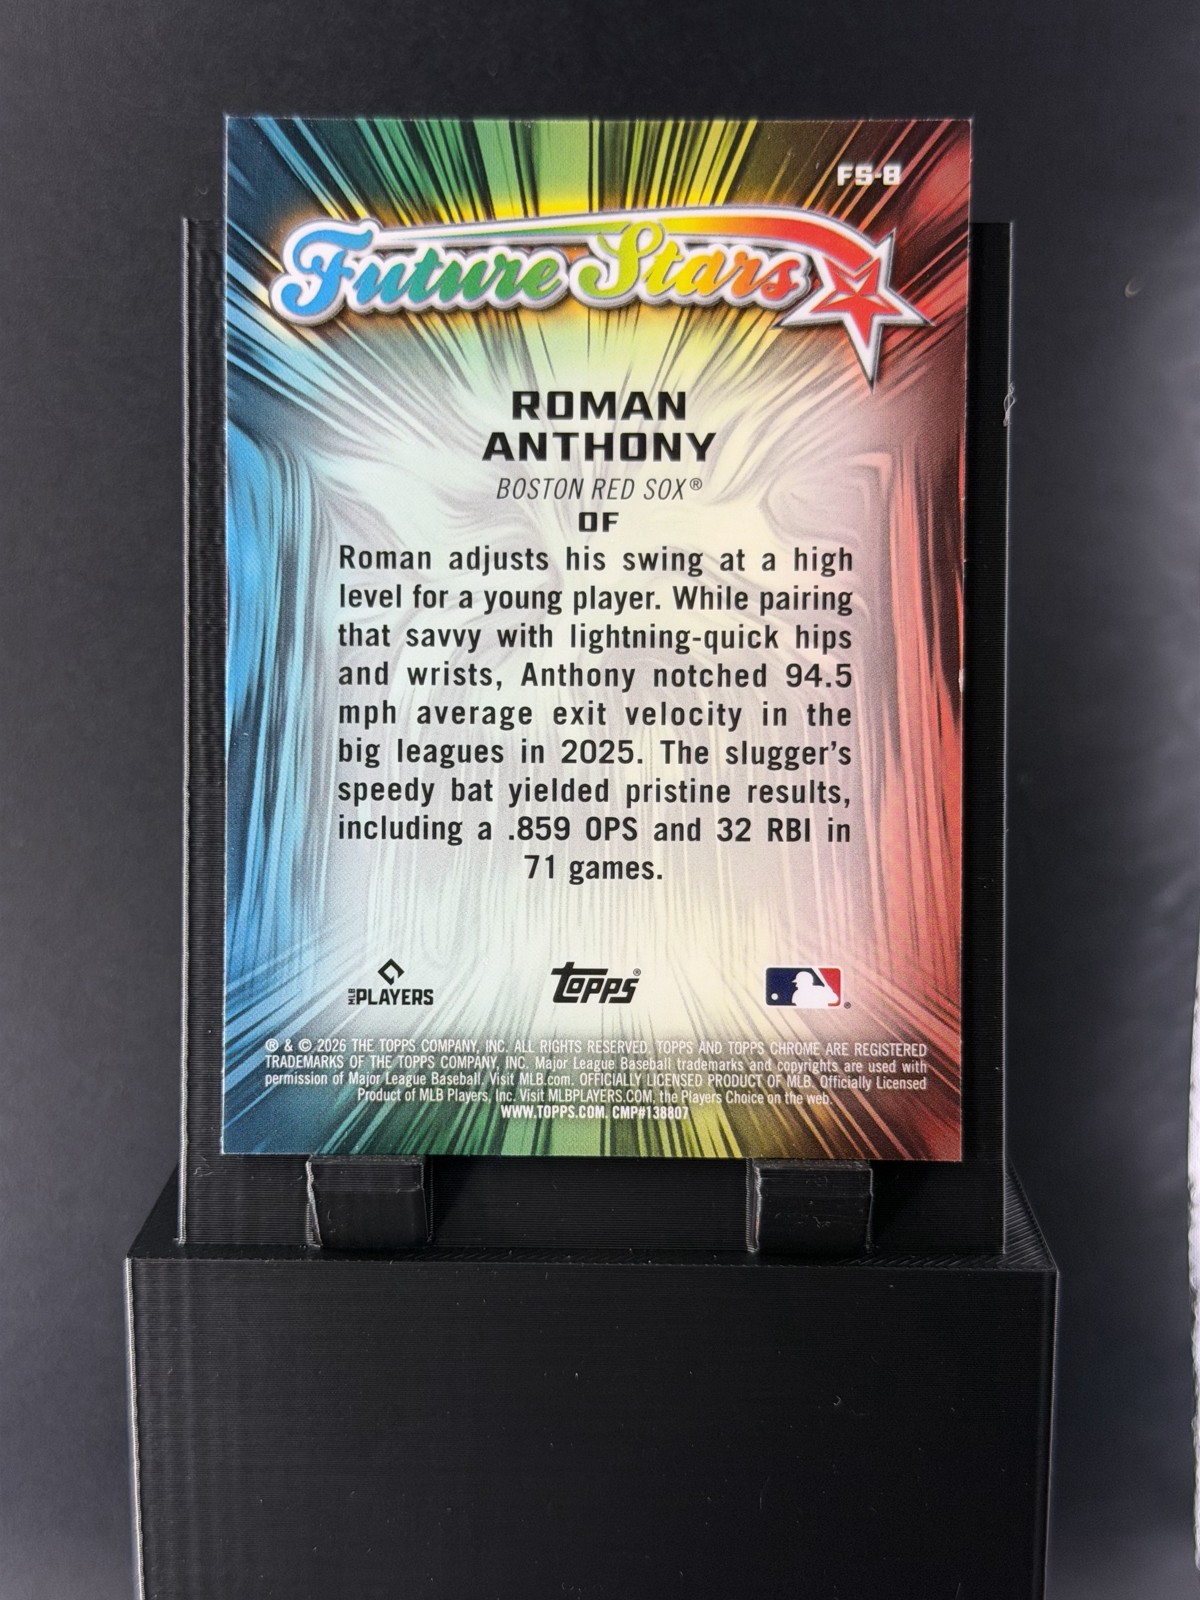 FS-8
Future Stars
ROMAN
ANTHONY
BOSTON RED SOX®
OF
Roman adjusts his swing at a high
level for a young player. While pairing
that savvy with lightning-quick hips
and wrists, Anthony notched 94.5
mph average exit velocity in the
big leagues in 2025. The slugger's
speedy bat yielded pristine results,
including a .859 OPS and 32 RBI in
71 games.
MLB PLAYERS
topps®
®
® & © 2026 THE TOPPS COMPANY, INC. ALL RIGHTS RESERVED. TOPPS AND TOPPS CHROME ARE REGISTERED
TRADEMARKS OF THE TOPPS COMPANY, INC. Major League Baseball trademarks and copyrights are used with
permission of Major League Baseball. Visit MLB.com. OFFICIALLY LICENSED PRODUCT OF MLB. Officially Licensed
Product of MLB Players, Inc. Visit MLBPLAYERS.COM, the Players Choice on the web.
WWW.TOPPS.COM. CMP#138807